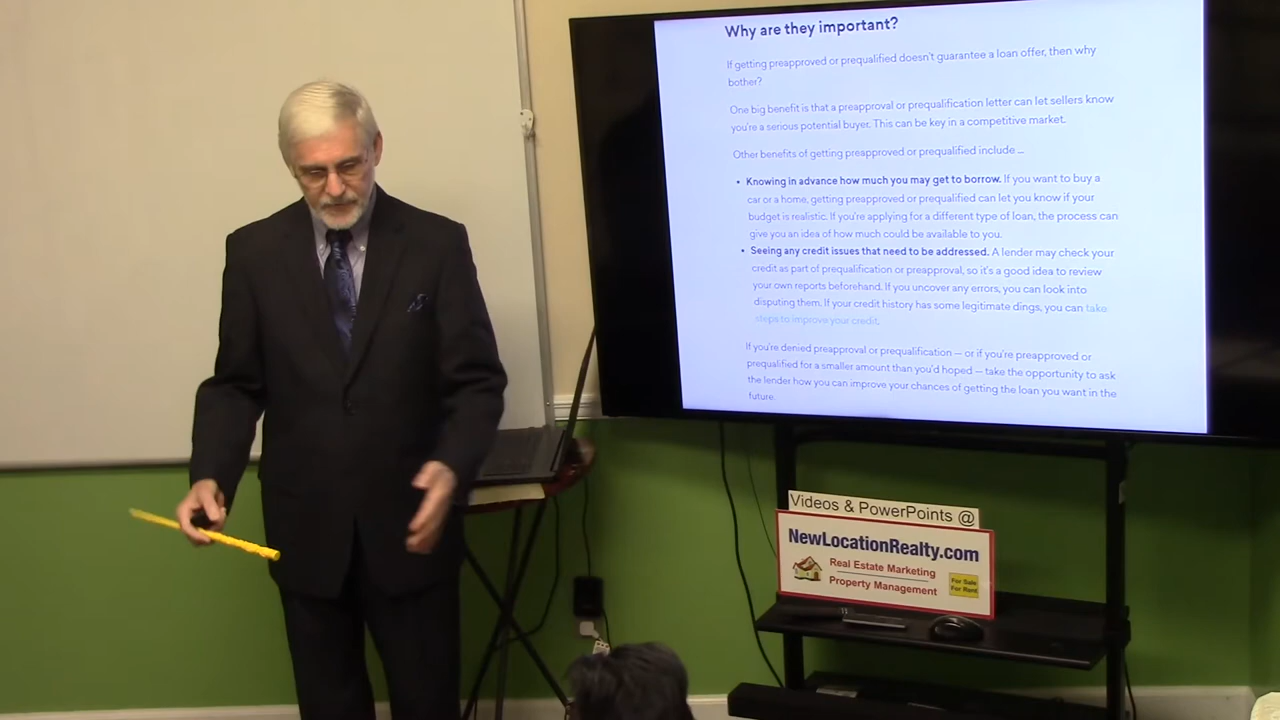 Why are they important?
If getting preapproved or prequalified doesn't guarantee a loan offer, then why
bother?
One big benefit is that a preapproval or prequalification letter can let sellers know
you're a serious potential buyer. This can be key in a competitive market.
Other benefits of getting preapproved or prequalified include ...
• Knowing in advance how much you may get to borrow. If you want to buy a
car or a home, getting preapproved or prequalified can let you know if your
budget is realistic. If you're applying for a different type of loan, the process can
give you an idea of how much could be available to you.
• Seeing any credit issues that need to be addressed. A lender may check your
credit as part of prequalification or preapproval, so it's a good idea to review
your own reports beforehand. If you uncover any errors, you can look into
disputing them. If your credit history has some legitimate dings, you can take
steps to improve your credit.
If you're denied preapproval or prequalification — or if you're preapproved or
prequalified for a smaller amount than you'd hoped — take the opportunity to ask
the lender how you can improve your chances of getting the loan you want in the
future.
Videos & PowerPoints @
NewLocationRealty.com
Real Estate Marketing
Property Management
For Sale
For Rent